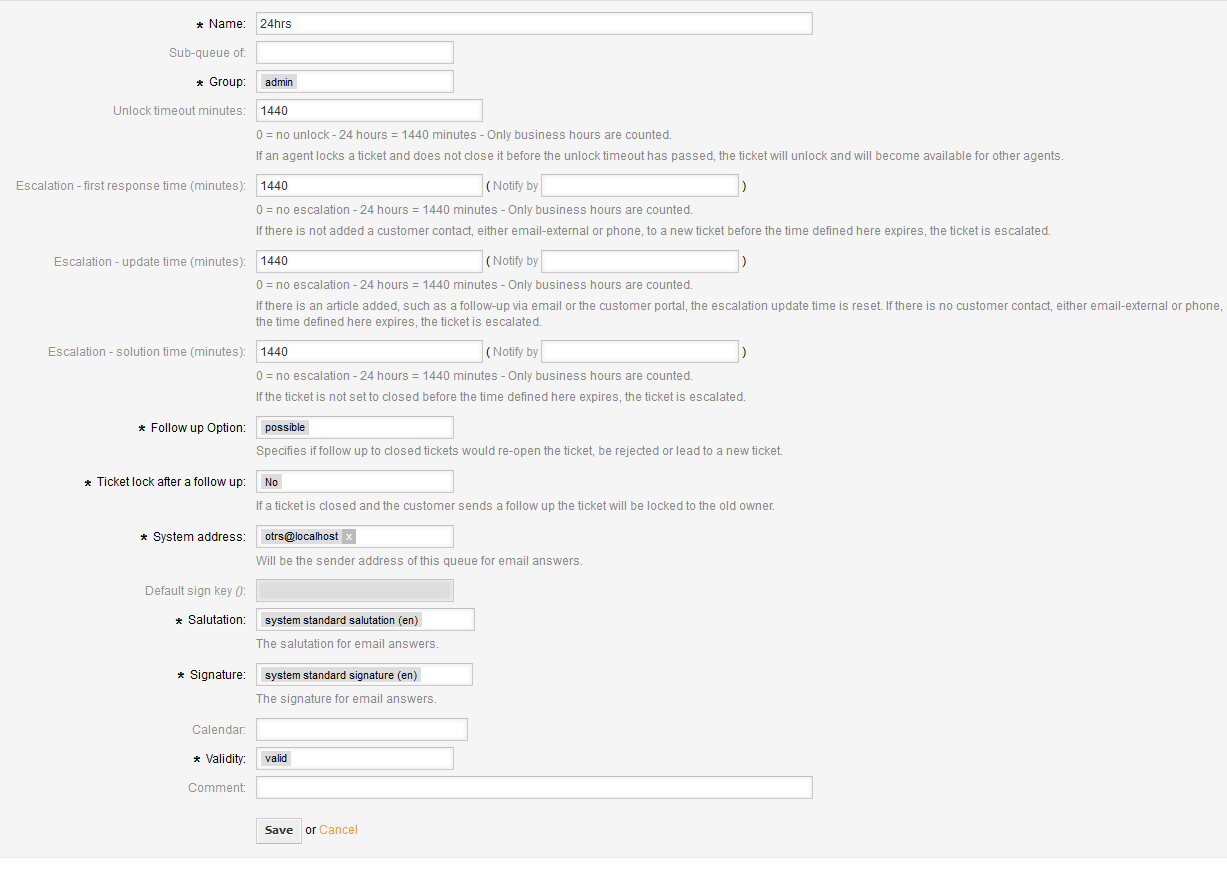 ★ Name: 24hrs
Sub-queue of:
★ Group: admin
Unlock timeout minutes: 1440
0 = no unlock - 24 hours = 1440 minutes - Only business hours are counted.
If an agent locks a ticket and does not close it before the unlock timeout has passed, the ticket will unlock and will become available for other agents.
Escalation - first response time (minutes): 1440 ( Notify by )
0 = no escalation - 24 hours = 1440 minutes - Only business hours are counted.
If there is not added a customer contact, either email-external or phone, to a new ticket before the time defined here expires, the ticket is escalated.
Escalation - update time (minutes): 1440 ( Notify by )
0 = no escalation - 24 hours = 1440 minutes - Only business hours are counted.
If there is an article added, such as a follow-up via email or the customer portal, the escalation update time is reset. If there is no customer contact, either email-external or phone,
the time defined here expires, the ticket is escalated.
Escalation - solution time (minutes): 1440 ( Notify by )
0 = no escalation - 24 hours = 1440 minutes - Only business hours are counted.
If the ticket is not set to closed before the time defined here expires, the ticket is escalated.
★ Follow up Option: possible
Specifies if follow up to closed tickets would re-open the ticket, be rejected or lead to a new ticket.
★ Ticket lock after a follow up: No
If a ticket is closed and the customer sends a follow up the ticket will be locked to the old owner.
★ System address: otrs@localhost x
Will be the sender address of this queue for email answers.
Default sign key ():
★ Salutation: system standard salutation (en)
The salutation for email answers.
★ Signature: system standard signature (en)
The signature for email answers.
Calendar:
★ Validity: valid
Comment:
Save or Cancel